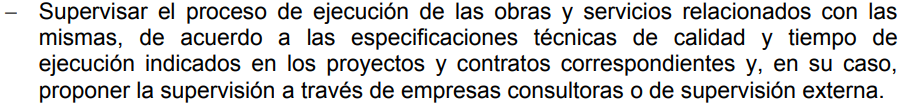 – Supervisar el proceso de ejecución de las obras y servicios relacionados con las
mismas, de acuerdo a las especificaciones técnicas de calidad y tiempo de
ejecución indicados en los proyectos y contratos correspondientes y, en su caso,
proponer la supervisión a través de empresas consultoras o de supervisión externa.